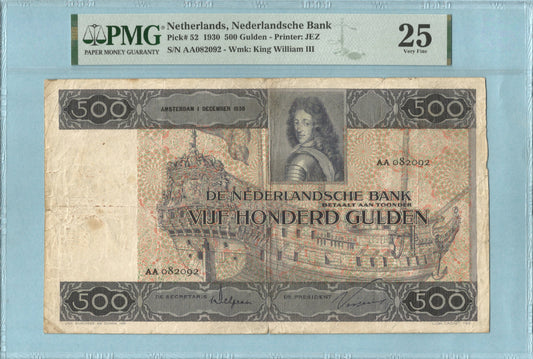 PMG
PAPER MONEY GUARANTY
Netherlands, Nederlandsche Bank
Pick# 52 1930 500 Gulden - Printer: JEZ
S/N AA082092 - Wmk: King William III
25
Very Fine
500
500
AMSTERDAM 1 DECEMBER 1930
AA 082092
DE NEDERLANDSCHE BANK
BETAALT AAN TOONDER
VIJF HONDERD GULDEN
AA 082092
500
DE SECRETARIS
DE PRESIDENT
500